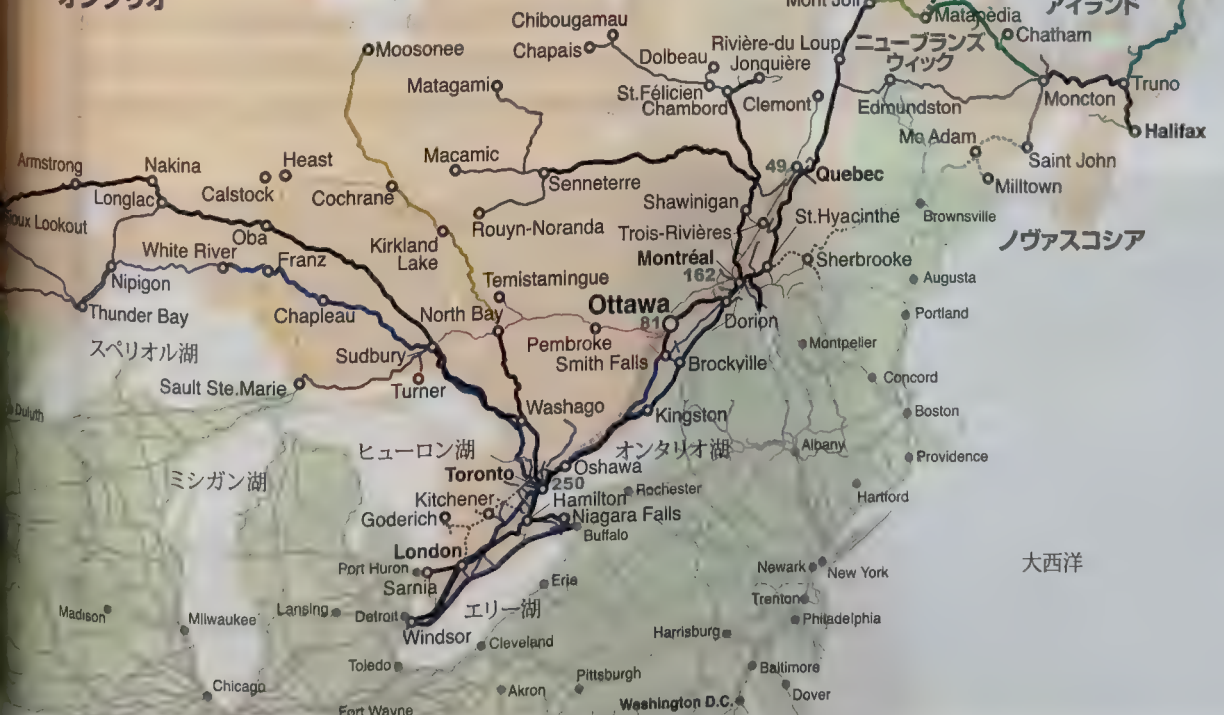 オンタリオ
Mont Joli
アイランド
Matapèdia
Chibougamau
Chatham
Moosonee
Chapais
Dolbeau
Rivière-du Loup
ニューブランズ
ウィック
Jonquière
Matagami
St.Félicien
Chambord
Clemont
Edmundston
Moncton
Truno
Halifax
Mc Adam
Armstrong
Nakina
Heast
Macamic
49
Quebec
Saint John
Calstock
Senneterre
Milltown
Longlac
Cochrane
Shawinigan
St.Hyacinthe
Brownsville
Sioux Lookout
Rouyn-Noranda
Trois-Rivières
Oba
ノヴァスコシア
White River
Franz
Kirkland
Lake
Montréal
162
Sherbrooke
Nipigon
Temistamingue
Augusta
Thunder Bay
Chapleau
North Bay
Ottawa
81
Dorion
Portland
スペリオル湖
Sudbury
Pembroke
Smith Falls
Brockville
Montpelier
Sault Ste.Marie
Turner
Concord
Duluth
Washago
Kingston
Boston
ヒューロン湖
オンタリオ湖
Albany
Providence
ミシガン湖
Toronto
250
Oshawa
Rochester
Kitchener
Hamilton
Hartford
Goderich
Niagara Falls
Buffalo
London
Port Huron
Sarnia
Newark
New York
大西洋
Erie
Trenton
Madison
Milwaukee
Lansing
Detroit
エリー湖
Philadelphia
Windsor
Cleveland
Harrisburg
Toledo
Pittsburgh
Baltimore
Chicago
Akron
Dover
Fort Wayne
Washington D.C.